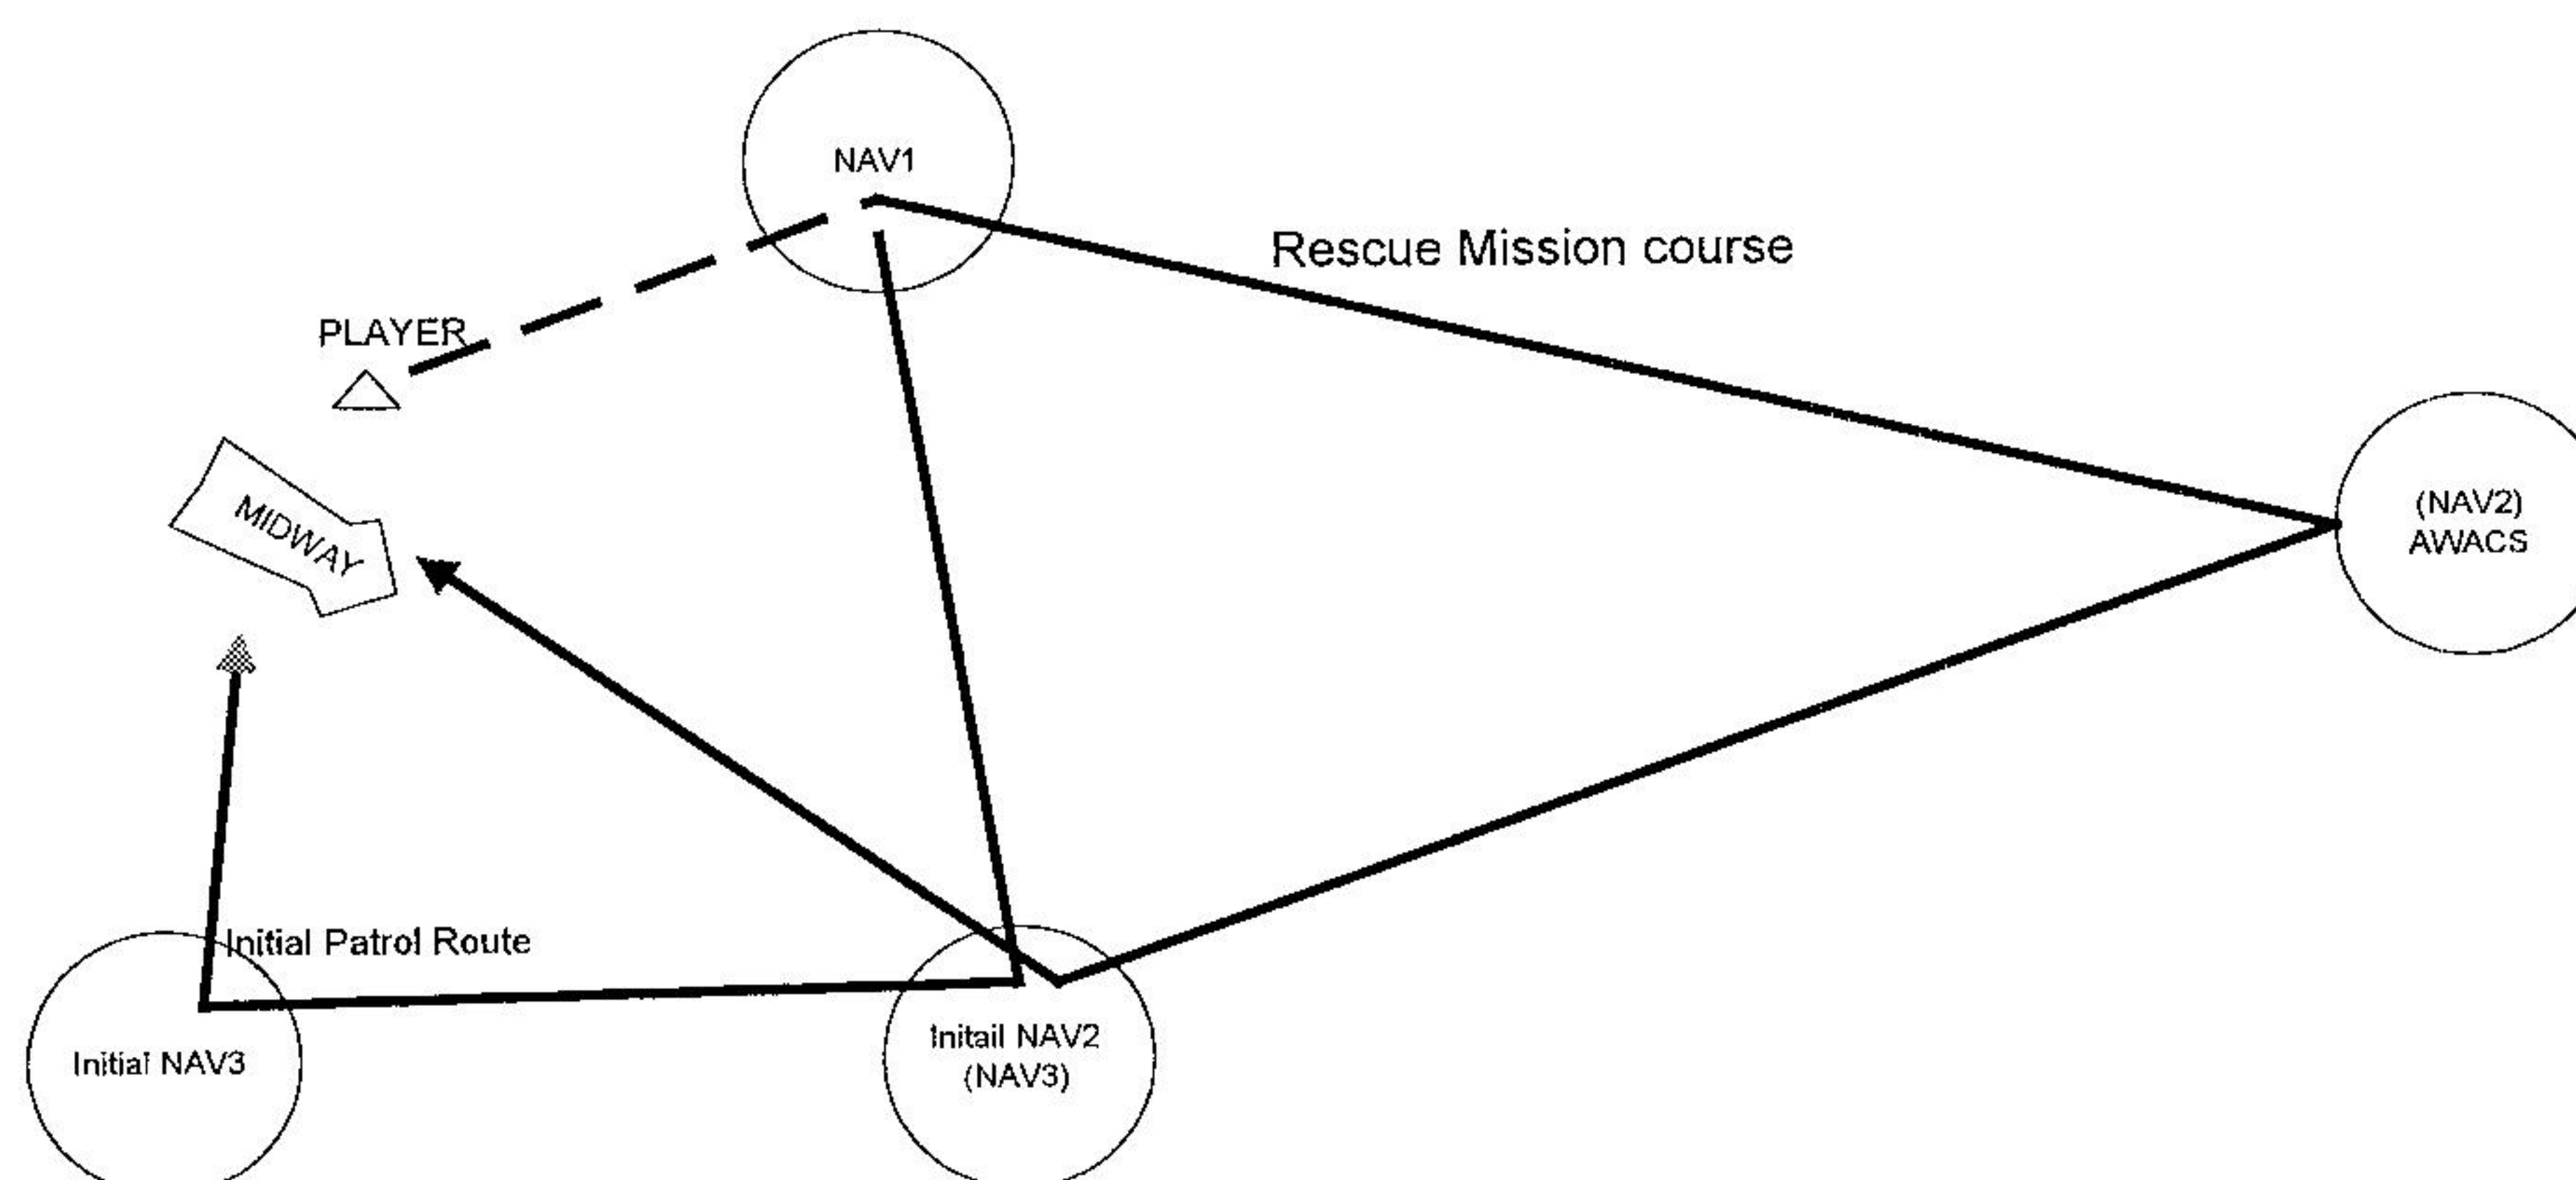 NAV1
Rescue Mission course
PLAYER
MIDWAY
(NAV2)
AWACS
Initial Patrol Route
Initial NAV3
Initail NAV2
(NAV3)